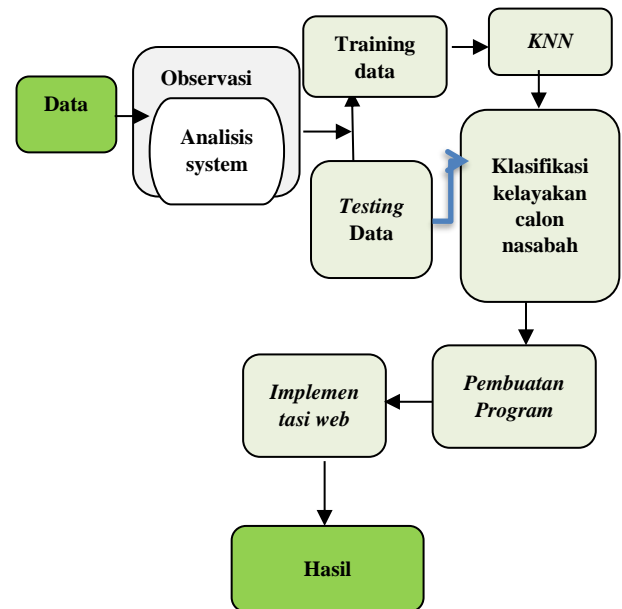 Data
Observasi
Analisis
system
Training
data
KNN
Testing
Data
Klasifikasi
kelayakan
calon
nasabah
Pembuatan
Program
Implemen
tasi web
Hasil